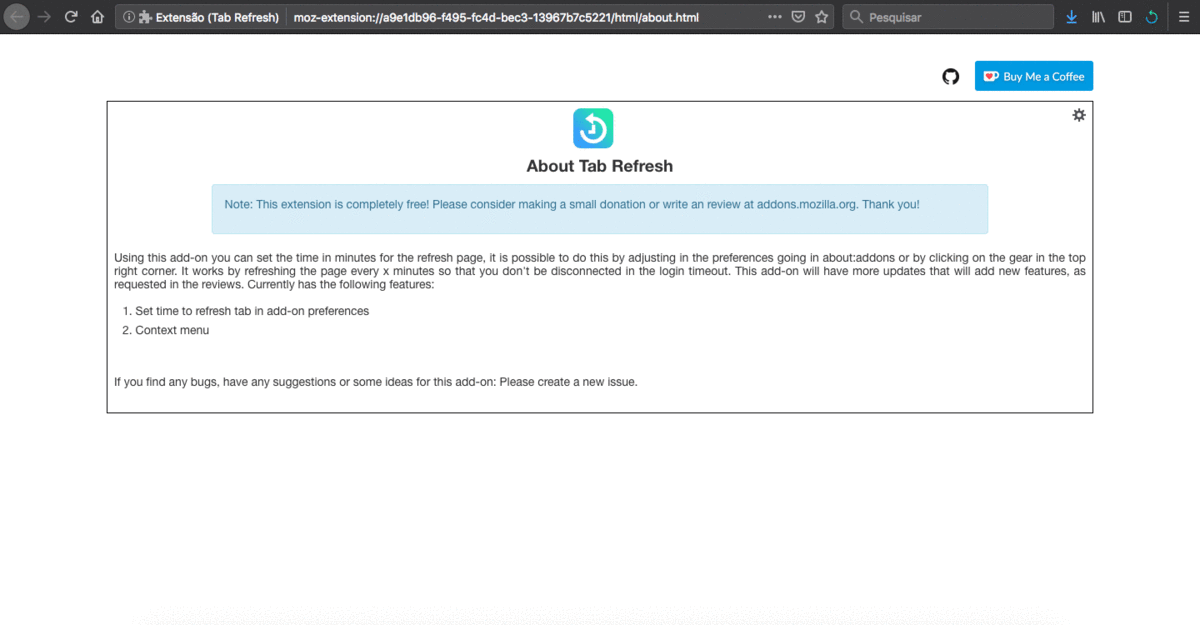 Extensão (Tab Refresh) moz-extension://a9e1db96-f495-fc4d-bec3-13967b7c5221/html/about.html Pesquisar
Buy Me a Coffee
About Tab Refresh
Note: This extension is completely free! Please consider making a small donation or write an review at addons.mozilla.org. Thank you!
Using this add-on you can set the time in minutes for the refresh page, it is possible to do this by adjusting in the preferences going in about:addons or by clicking on the gear in the top
right corner. It works by refreshing the page every x minutes so that you don't be disconnected in the login timeout. This add-on will have more updates that will add new features, as
requested in the reviews. Currently has the following features:
1. Set time to refresh tab in add-on preferences
2. Context menu
If you find any bugs, have any suggestions or some ideas for this add-on: Please create a new issue.